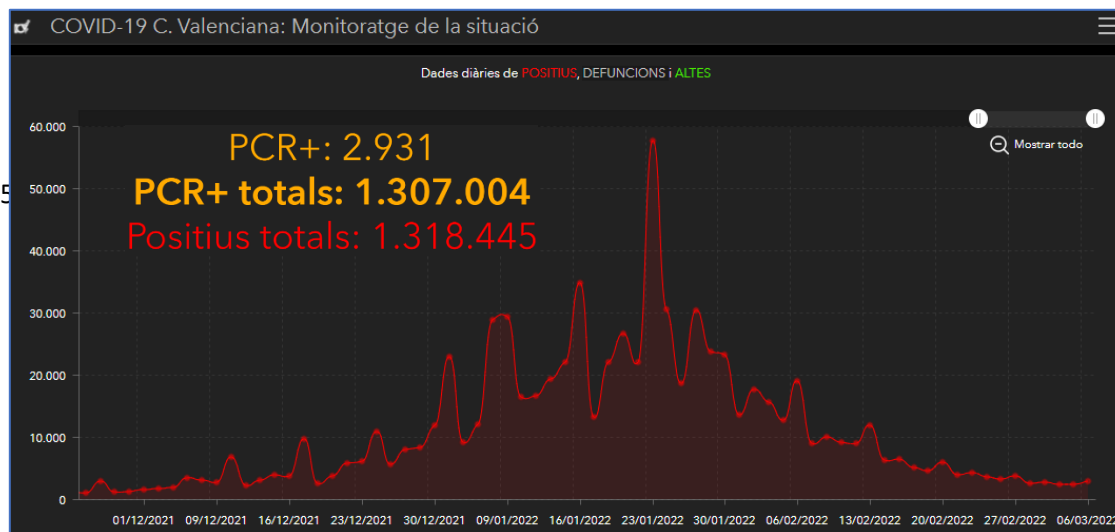 COVID-19 C. Valenciana: Monitoratge de la situació
Dades diàries de POSITIUS, DEFUNCIONS i ALTES
Mostrar todo
PCR+: 2.931
PCR+ totals: 1.307.004
Positius totals: 1.318.445
60.000
50.000
40.000
30.000
20.000
10.000
0
5
01/12/2021 09/12/2021 16/12/2021 23/12/2021 30/12/2021 09/01/2022 16/01/2022 23/01/2022 30/01/2022 06/02/2022 13/02/2022 20/02/2022 27/02/2022 06/03/20